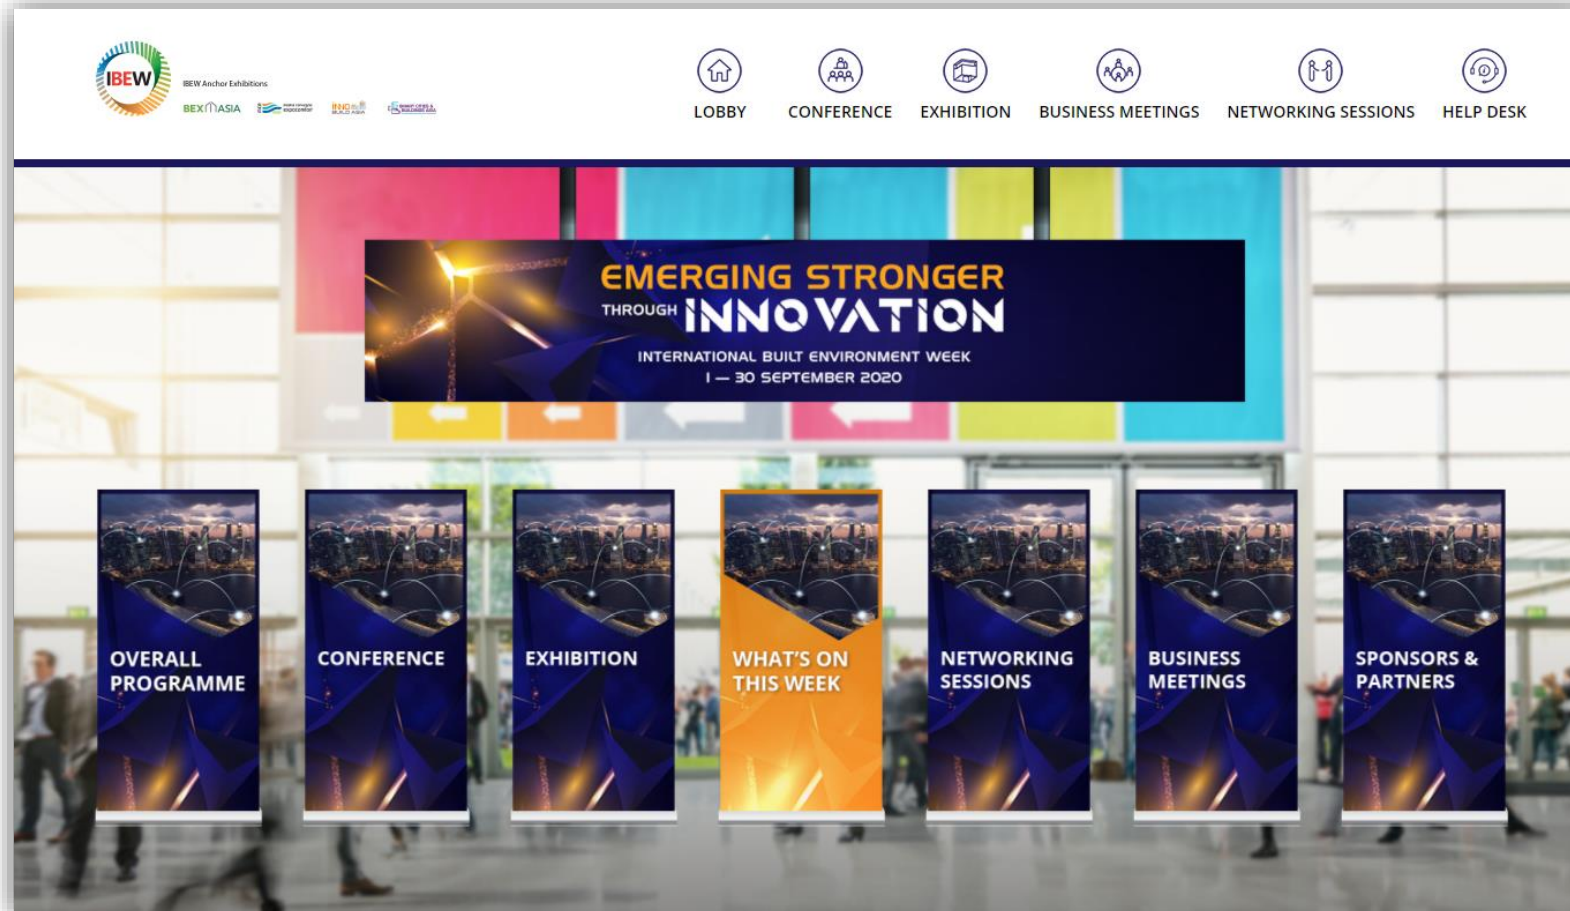 IBEW
IBEW Anchor Exhibitions
BEX ASIA
LOBBY
CONFERENCE
EXHIBITION
BUSINESS MEETINGS
NETWORKING SESSIONS
HELP DESK
EMERGING STRONGER
THROUGH INNOVATION
INTERNATIONAL BUILT ENVIRONMENT WEEK
1 — 30 SEPTEMBER 2020
OVERALL
PROGRAMME
CONFERENCE
EXHIBITION
WHAT'S ON
THIS WEEK
NETWORKING
SESSIONS
BUSINESS
MEETINGS
SPONSORS &
PARTNERS